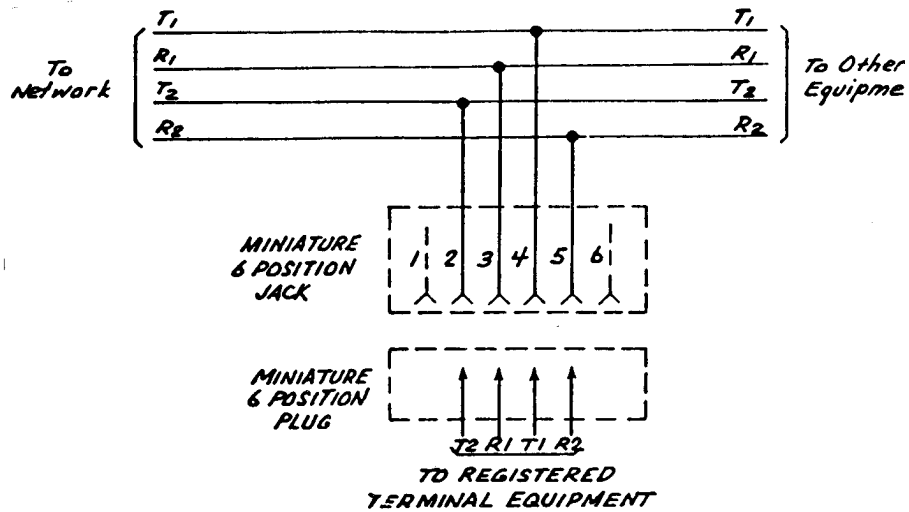 T1 T1
R1 R1
To
Network
T2 T2
To Other
Equipme
R2 R2
MINIATURE
6 POSITION
JACK
1 2 3 4 5 6
MINIATURE
6 POSITION
PLUG
T2 R1 T1 R2
TO REGISTERED
TERMINAL EQUIPMENT